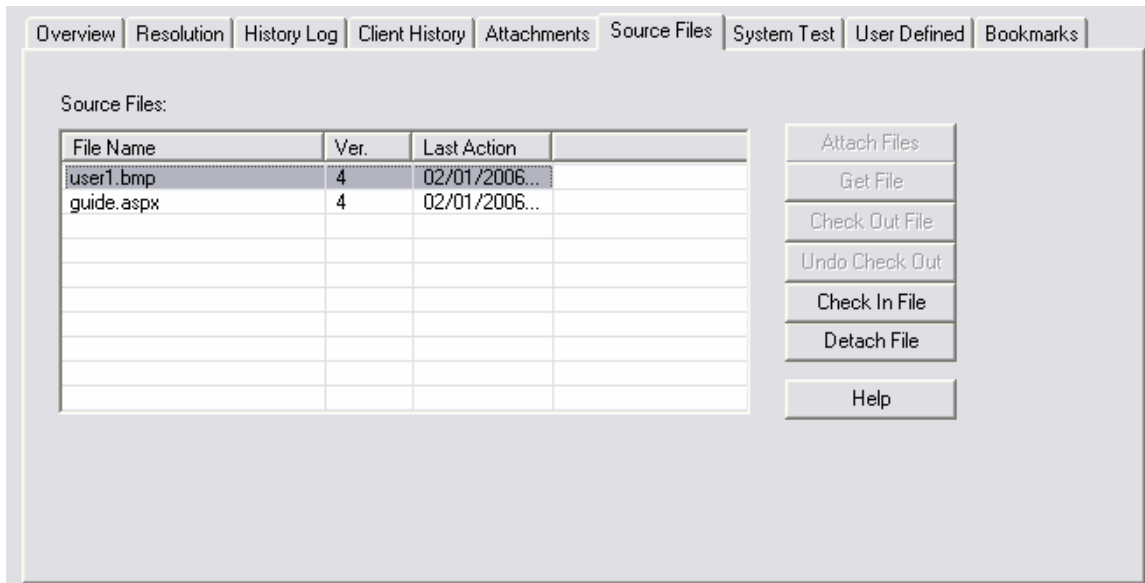 Overview Resolution History Log Client History Attachments Source Files System Test User Defined Bookmarks
Source Files:
File Name Ver. Last Action
user1.bmp 4 02/01/2006...
guide.aspx 4 02/01/2006...
Attach Files
Get File
Check Out File
Undo Check Out
Check In File
Detach File
Help